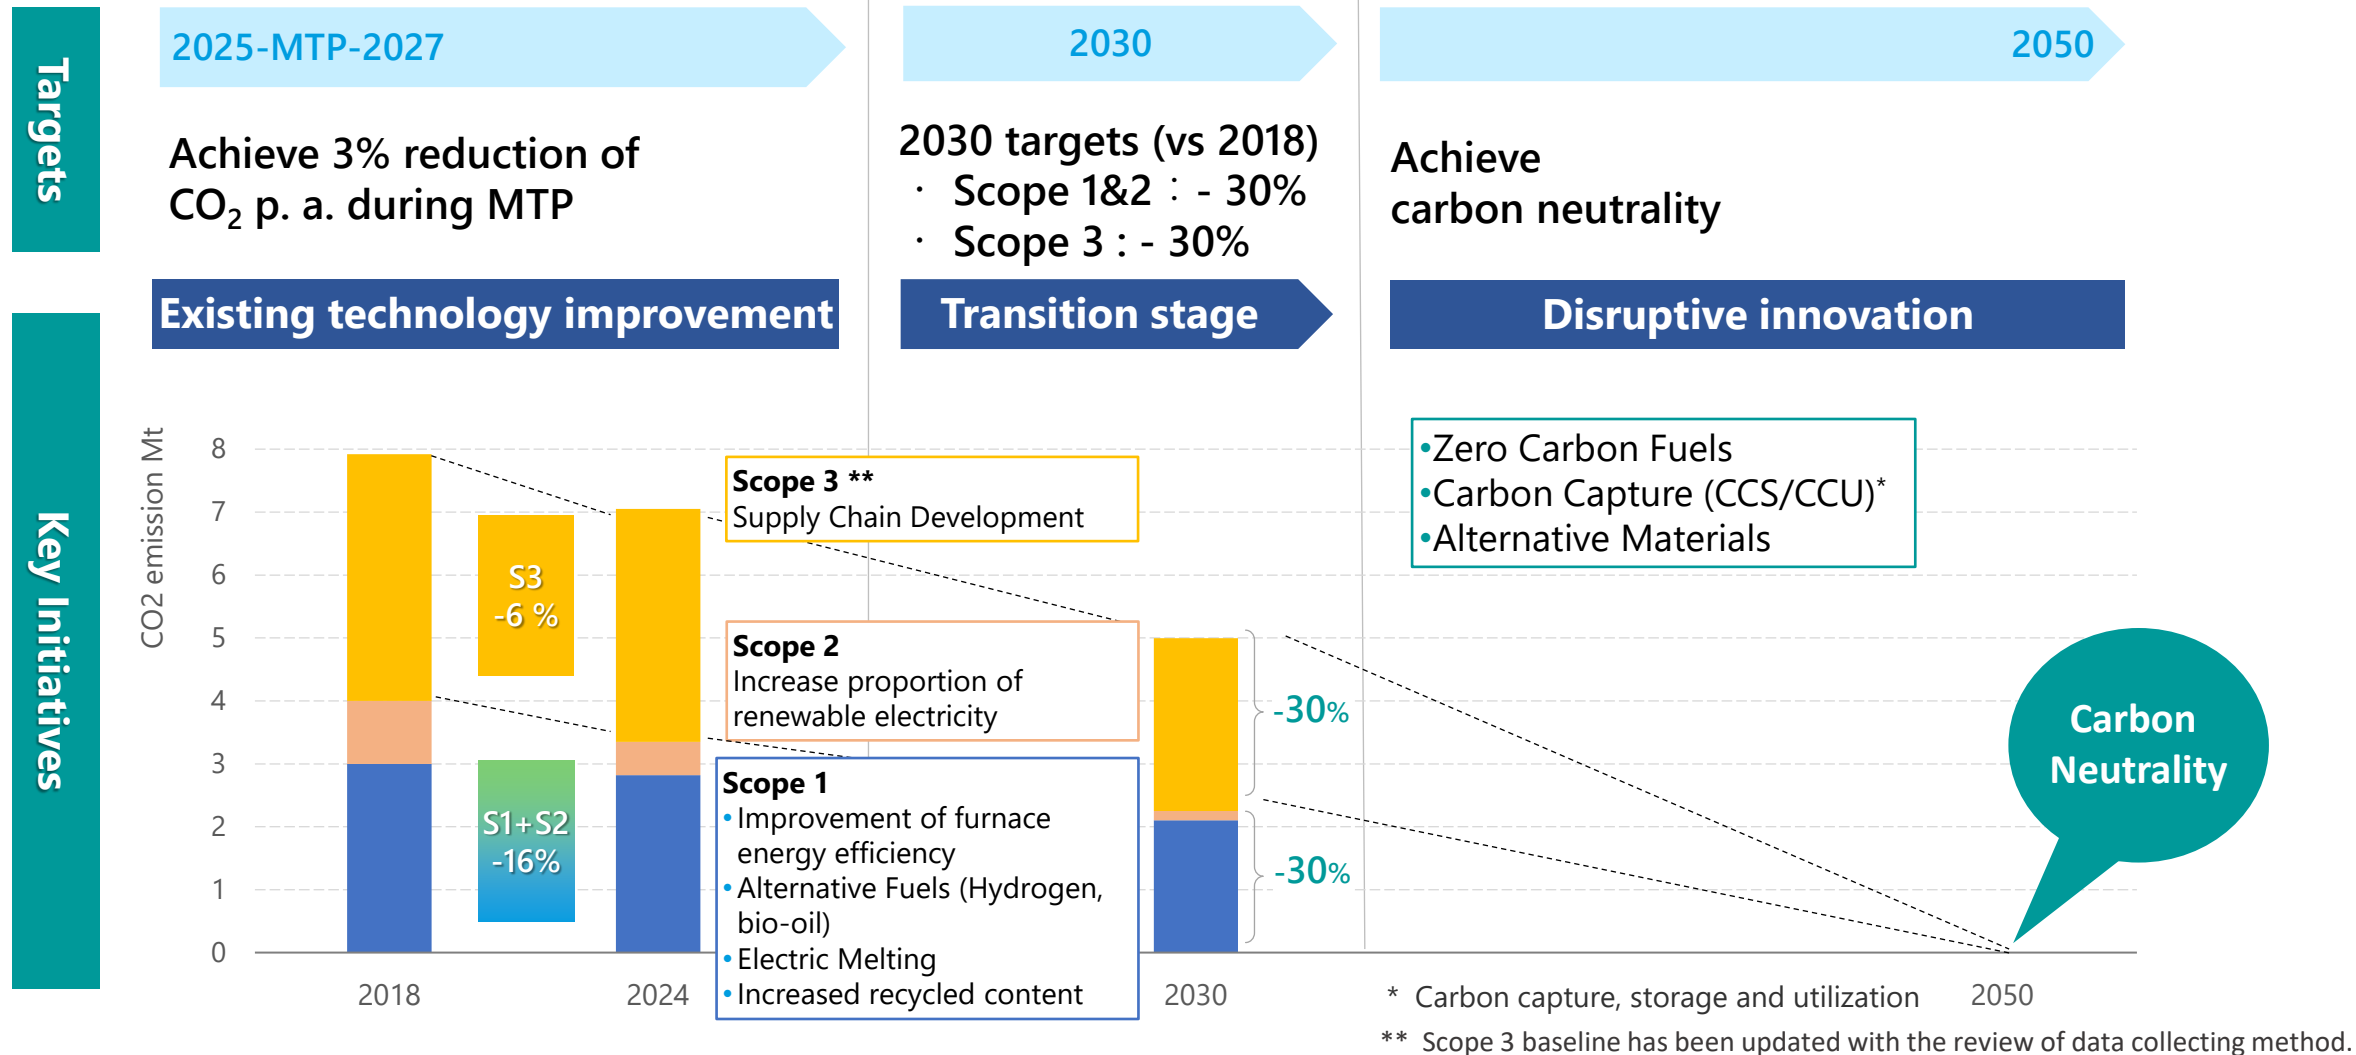 Targets
2025-MTP-2027
2030
2050
Achieve 3% reduction of
CO₂ p. a. during MTP
2030 targets (vs 2018)
・ Scope 1&2：- 30%
・ Scope 3 : - 30%
Achieve
carbon neutrality
Key Initiatives
Existing technology improvement
Transition stage
Disruptive innovation
CO2 emission Mt
8
7
6
5
4
3
2
1
0
S3
-6 %
S1+S2
-16%
Scope 3 **
Supply Chain Development
Scope 2
Increase proportion of
renewable electricity
Scope 1
•Improvement of furnace
energy efficiency
•Alternative Fuels (Hydrogen,
bio-oil)
•Electric Melting
•Increased recycled content
-30%
-30%
•Zero Carbon Fuels
•Carbon Capture (CCS/CCU)*
•Alternative Materials
Carbon
Neutrality
2018
2024
2030
2050
* Carbon capture, storage and utilization
** Scope 3 baseline has been updated with the review of data collecting method.